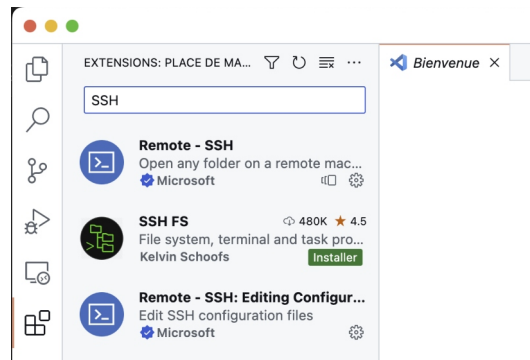 EXTENSIONS: PLACE DE MA...
Bienvenue
SSH
Remote - SSH
Open any folder on a remote mac...
Microsoft
SSH FS 480K 4.5
File system, terminal and task pro...
Kelvin Schoofs Installer
Remote - SSH: Editing Configur...
Edit SSH configuration files
Microsoft